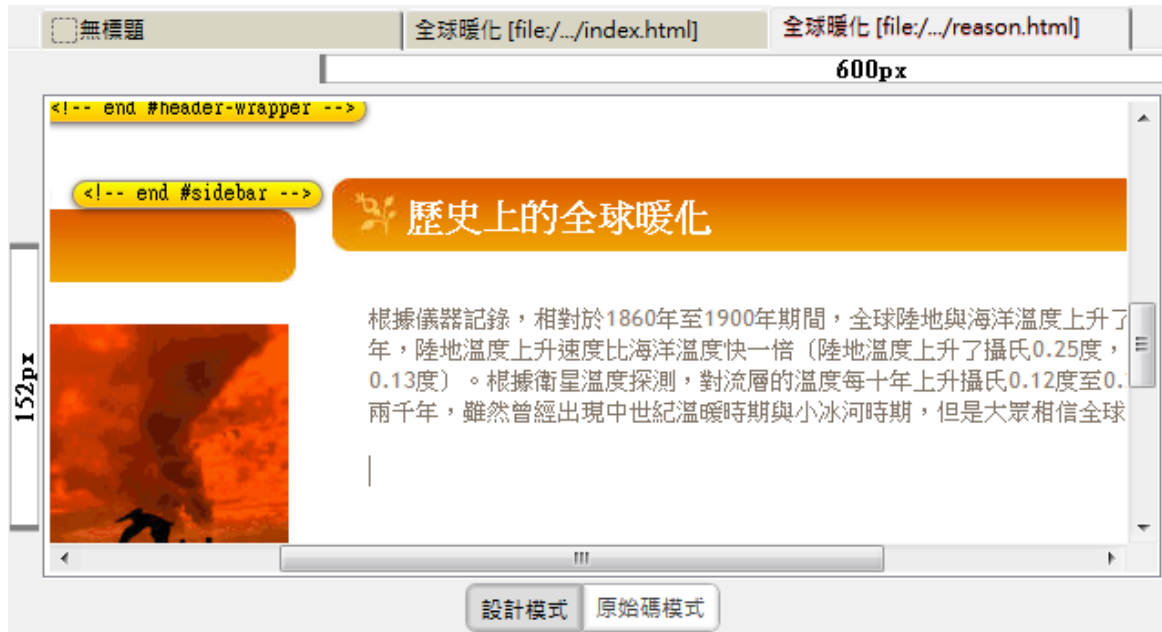 無標題
全球暖化 [file:/.../index.html]
全球暖化 [file:/.../reason.html]
600px
<!-- end #header-wrapper -->
<!-- end #sidebar -->
歷史上的全球暖化
152px
根據儀器記錄，相對於1860年至1900年期間，全球陸地與海洋溫度上升了
年，陸地溫度上升速度比海洋溫度快一倍（陸地溫度上升了攝氏0.25度，
0.13度）。根據衛星溫度探測，對流層的溫度每十年上升攝氏0.12度至0.
兩千年，雖然曾經出現中世紀溫暖時期與小冰河時期，但是大眾相信全球
設計模式
原始碼模式